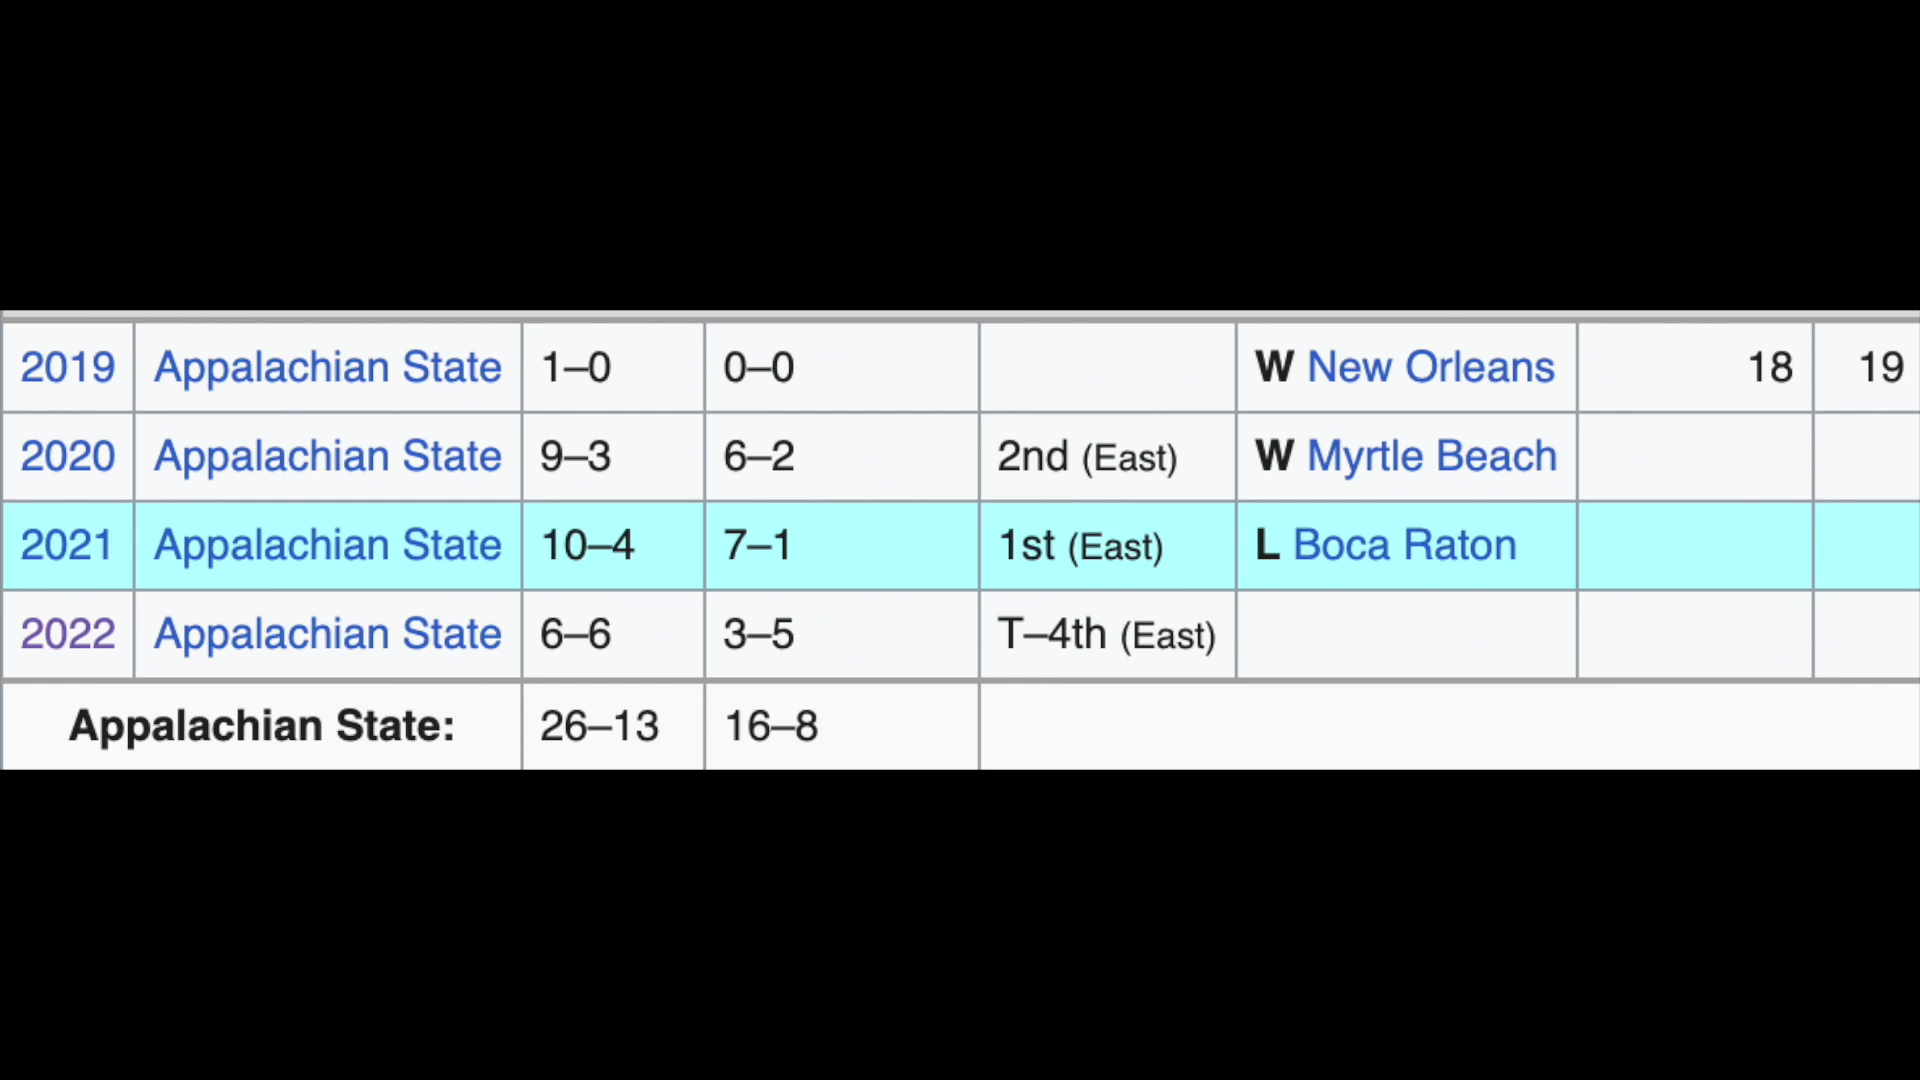 2019 Appalachian State 1–0 0–0 W New Orleans 18 19
2020 Appalachian State 9–3 6–2 2nd (East) W Myrtle Beach
2021 Appalachian State 10–4 7–1 1st (East) L Boca Raton
2022 Appalachian State 6–6 3–5 T–4th (East)
Appalachian State: 26–13 16–8